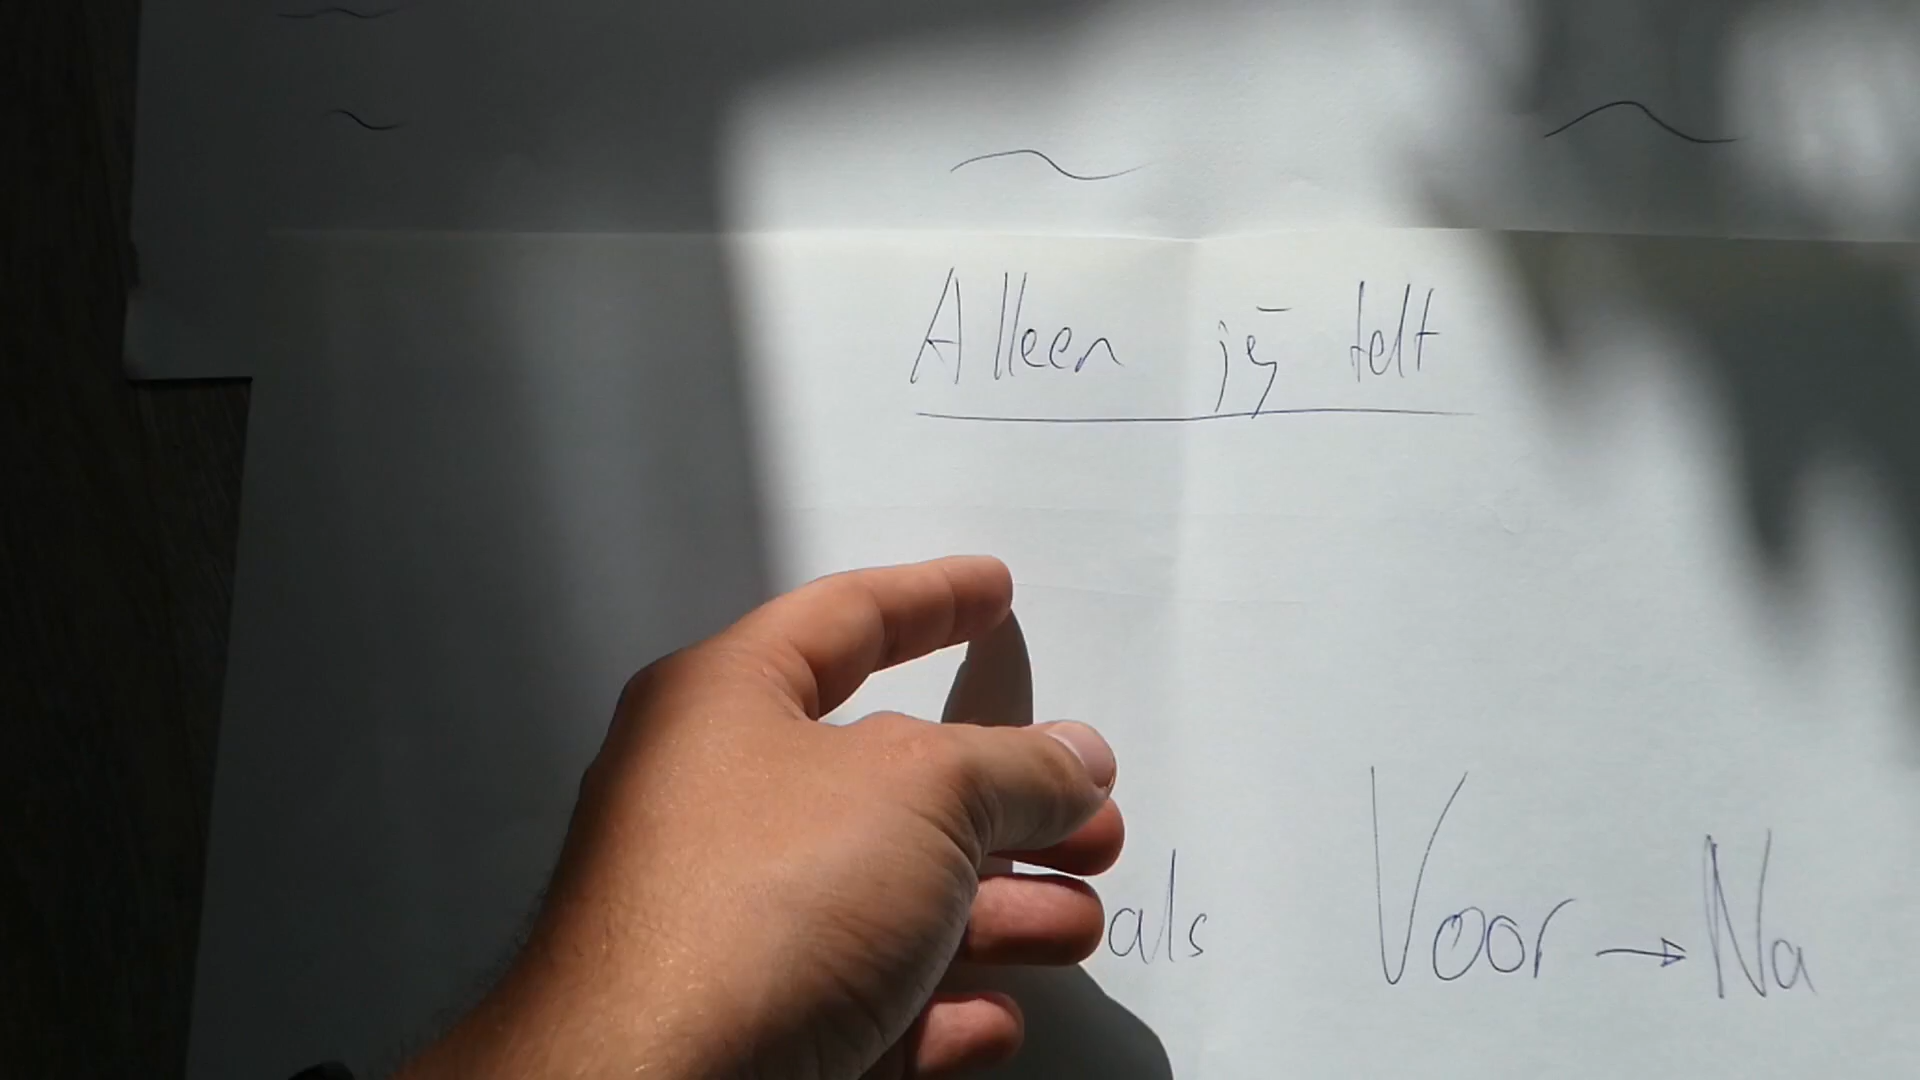 Alleen jij telt
als Voor → Na